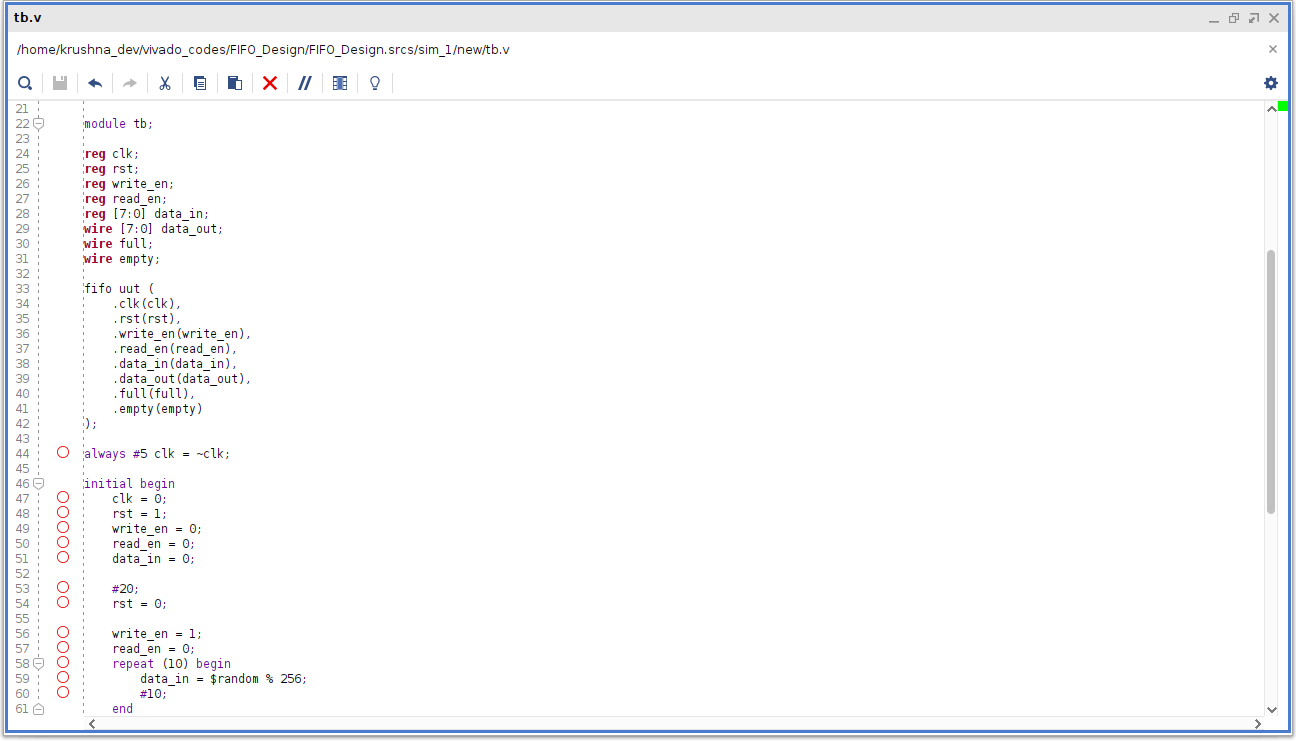 tb.v
/home/krushna_dev/vivado_codes/FIFO_Design/FIFO_Design.srcs/sim_1/new/tb.v
21
22 module tb;
23
24 reg clk;
25 reg rst;
26 reg write_en;
27 reg read_en;
28 reg [7:0] data_in;
29 wire [7:0] data_out;
30 wire full;
31 wire empty;
32
33 fifo uut (
34     .clk(clk),
35     .rst(rst),
36     .write_en(write_en),
37     .read_en(read_en),
38     .data_in(data_in),
39     .data_out(data_out),
40     .full(full),
41     .empty(empty)
42 );
43
44 always #5 clk = ~clk;
45
46 initial begin
47     clk = 0;
48     rst = 1;
49     write_en = 0;
50     read_en = 0;
51     data_in = 0;
52
53     #20;
54     rst = 0;
55
56     write_en = 1;
57     read_en = 0;
58     repeat (10) begin
59         data_in = $random % 256;
60         #10;
61     end